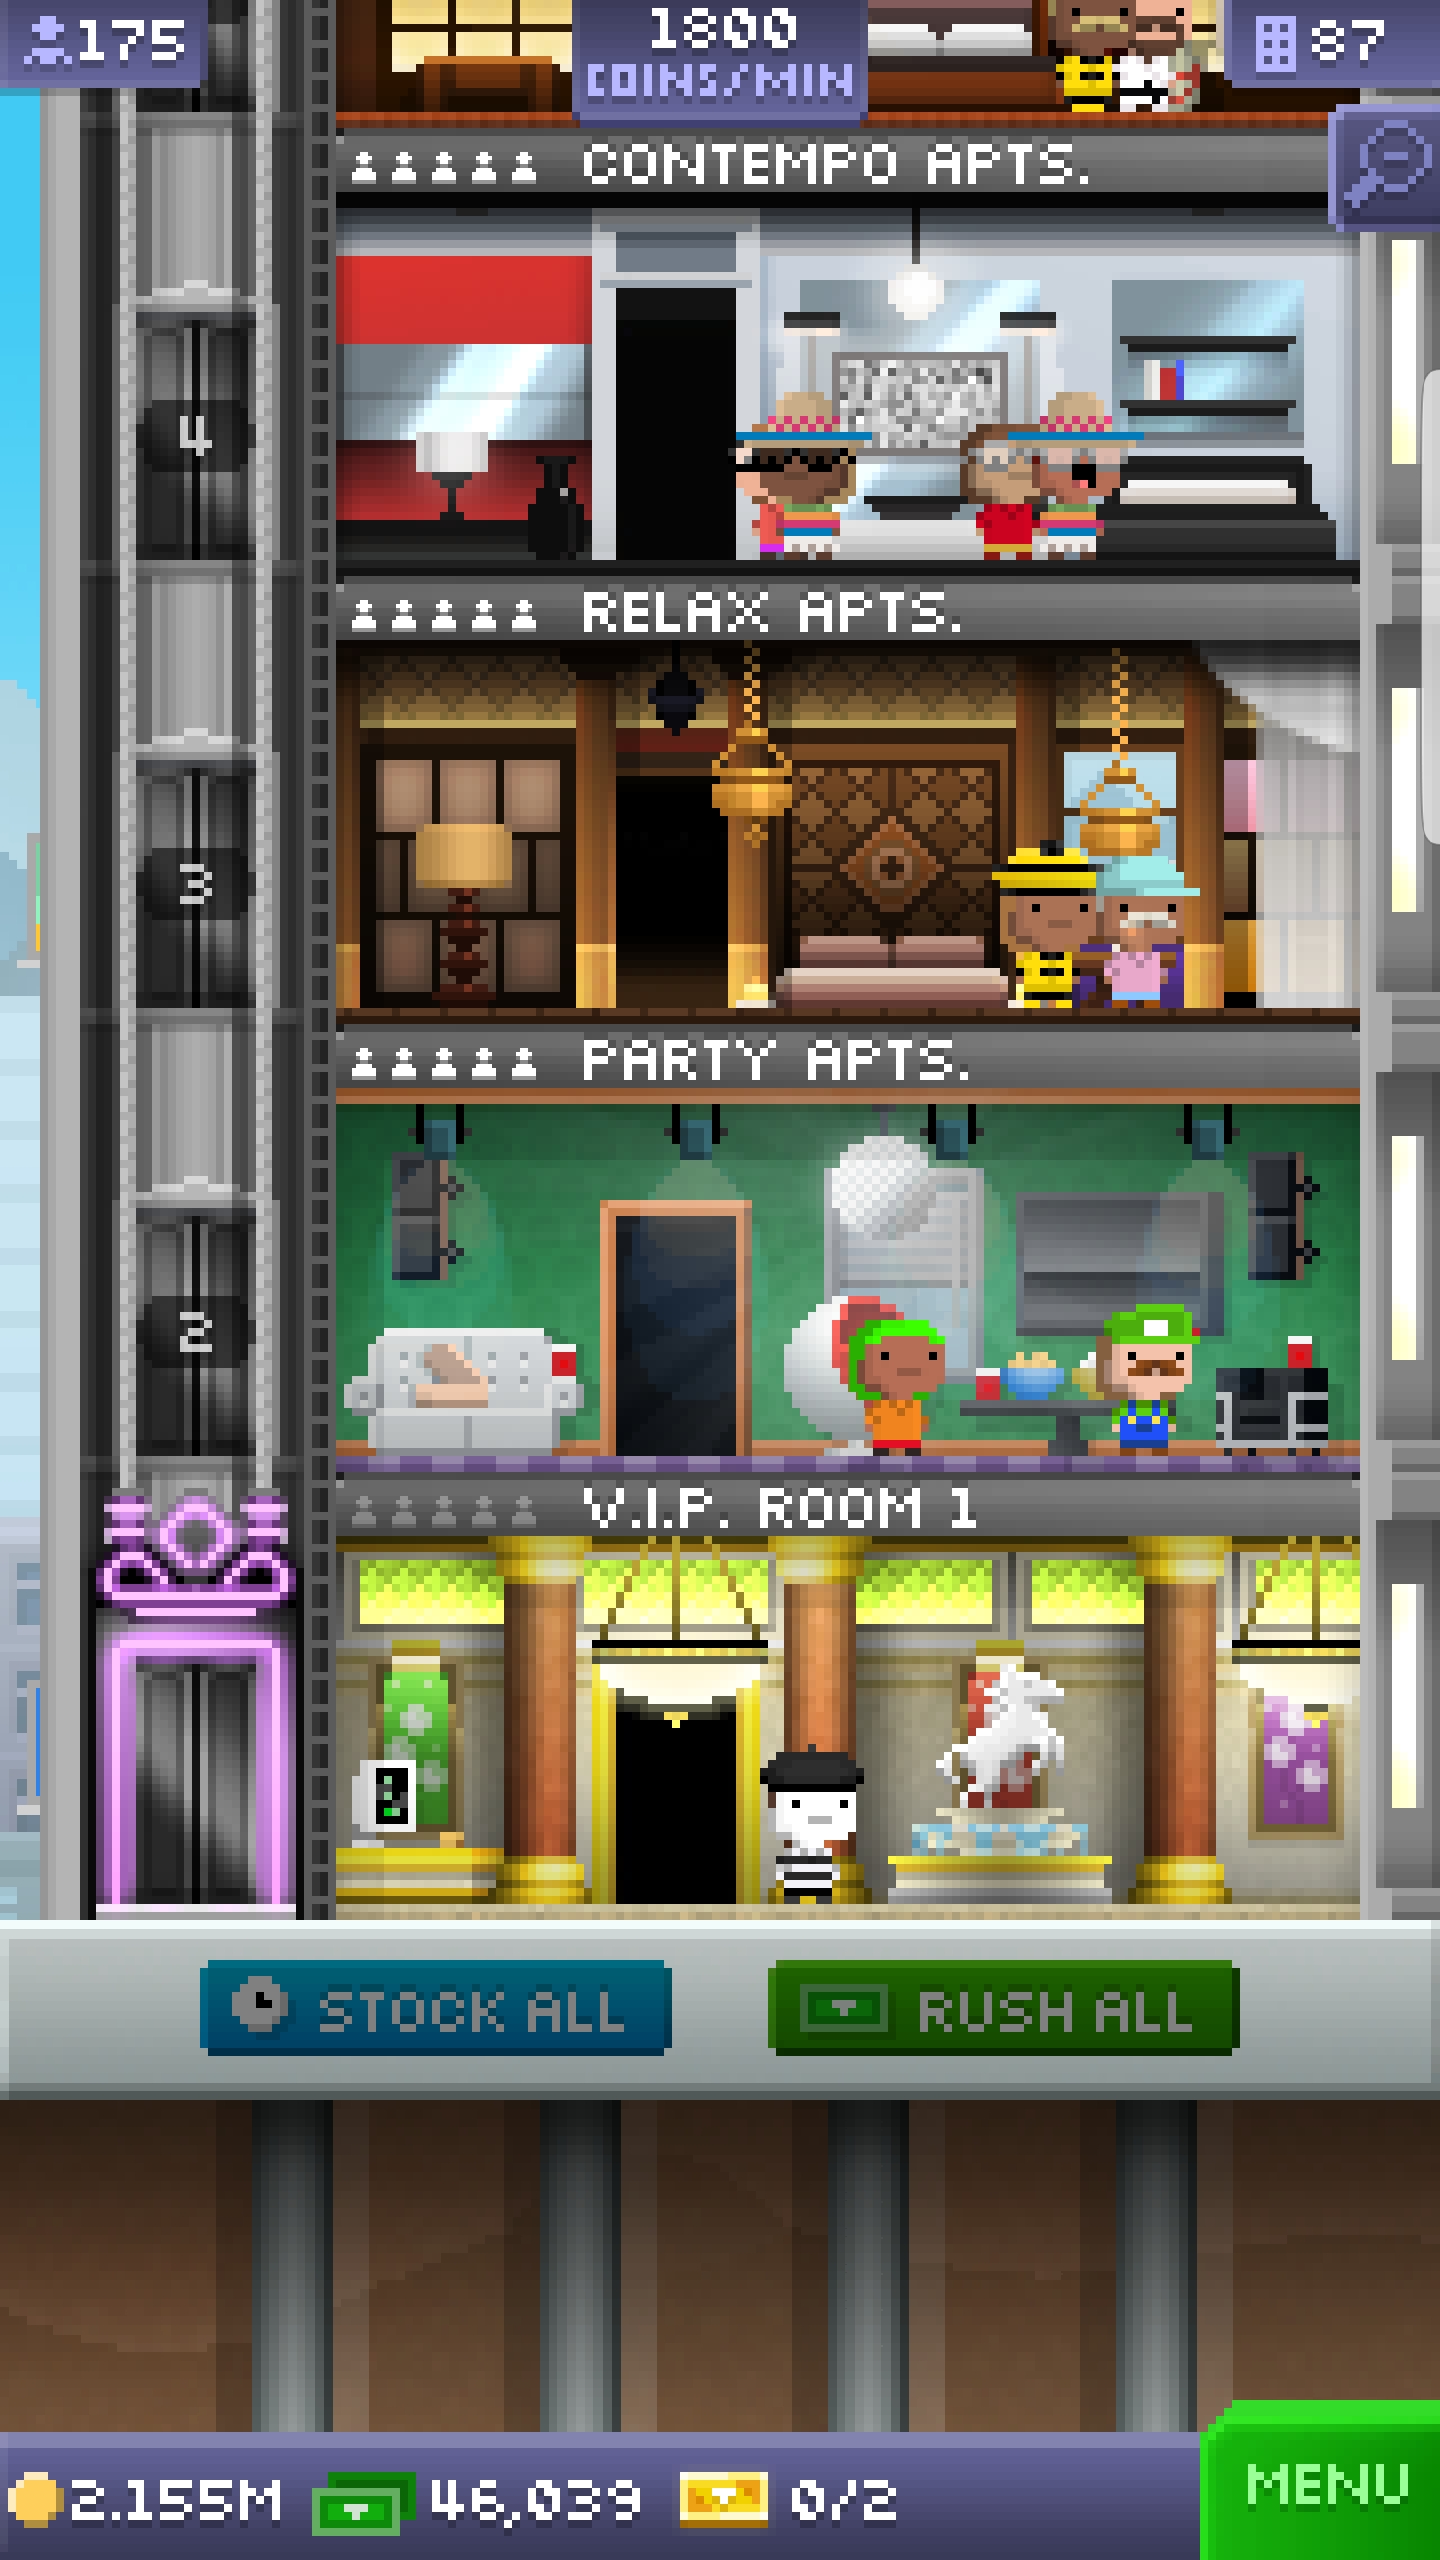 175
1800
COINS/MIN
87
CONTEMPO APTS.
4
RELAX APTS.
3
PARTY APTS.
2
V.I.P. ROOM 1
STOCK ALL
RUSH ALL
2.155M
46,039
0/2
MENU